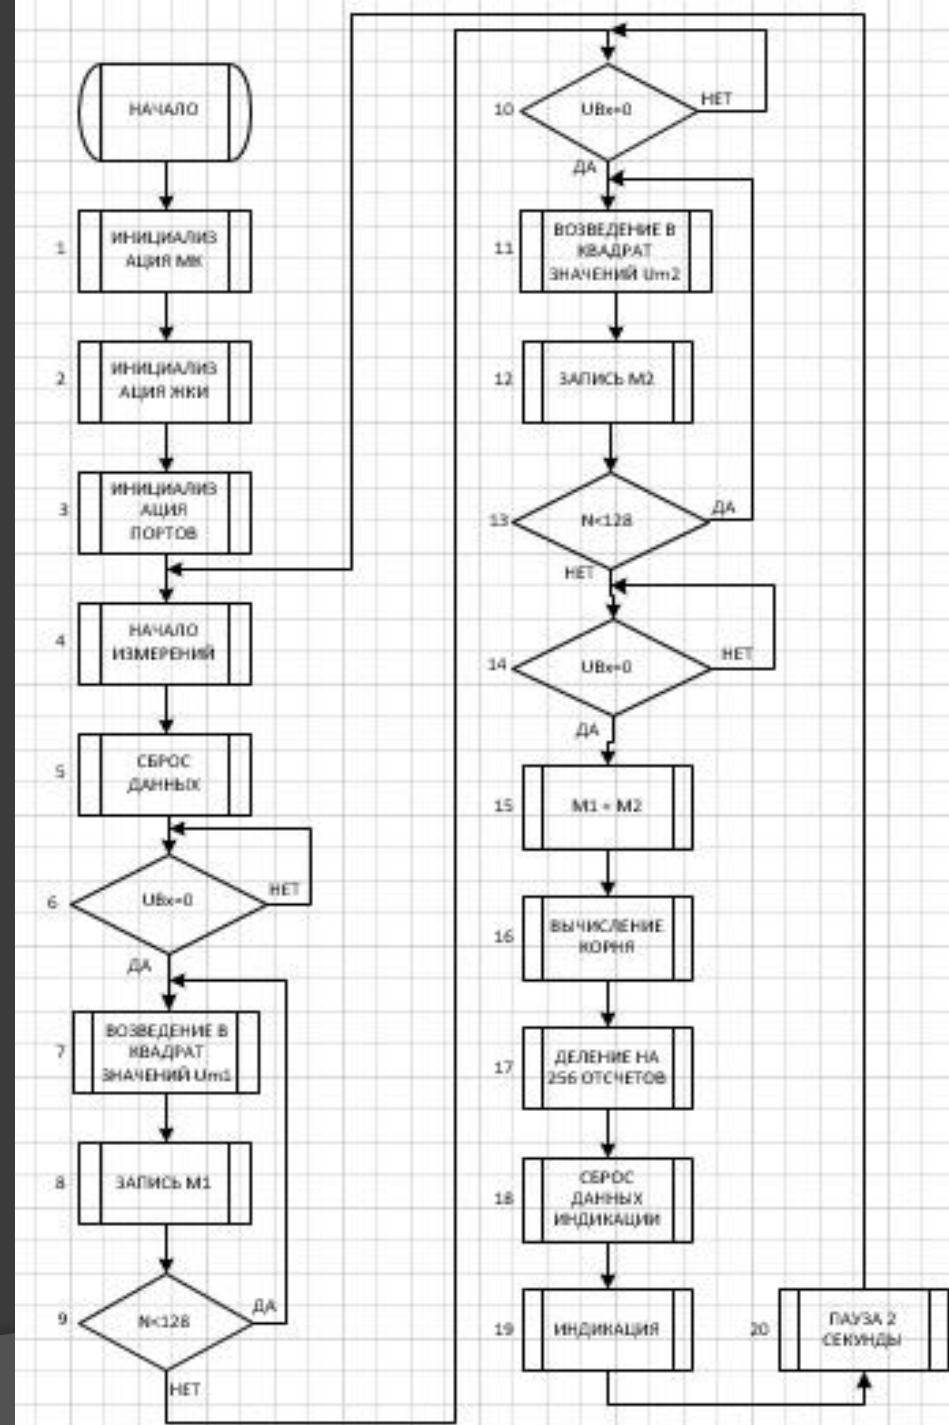 НАЧАЛО
1
ИНИЦИАЛИЗ
АЦИЯ МК
2
ИНИЦИАЛИЗ
АЦИЯ ЖКИ
3
ИНИЦИАЛИЗ
АЦИЯ
ПОРТОВ
4
НАЧАЛО
ИЗМЕРЕНИЙ
5
СБРОС
ДАННЫХ
6
UВх=0
НЕТ
ДА
7
ВОЗВЕДЕНИЕ В
КВАДРАТ
ЗНАЧЕНИЙ Um1
8
ЗАПИСЬ М1
9
N<128
ДА
НЕТ
10
UВх=0
НЕТ
ДА
11
ВОЗВЕДЕНИЕ В
КВАДРАТ
ЗНАЧЕНИЙ Um2
12
ЗАПИСЬ М2
13
N<128
ДА
НЕТ
14
UВх=0
НЕТ
ДА
15
М1 М2
16
ВЫЧИСЛЕНИЕ
КОРНЯ
17
ДЕЛЕНИЕ НА
256 ОТСЧЕТОВ
18
СБРОС
ДАННЫХ
ИНДИКАЦИИ
19
ИНДИКАЦИЯ
20
ПАУЗА 2
СЕКУНДЫ